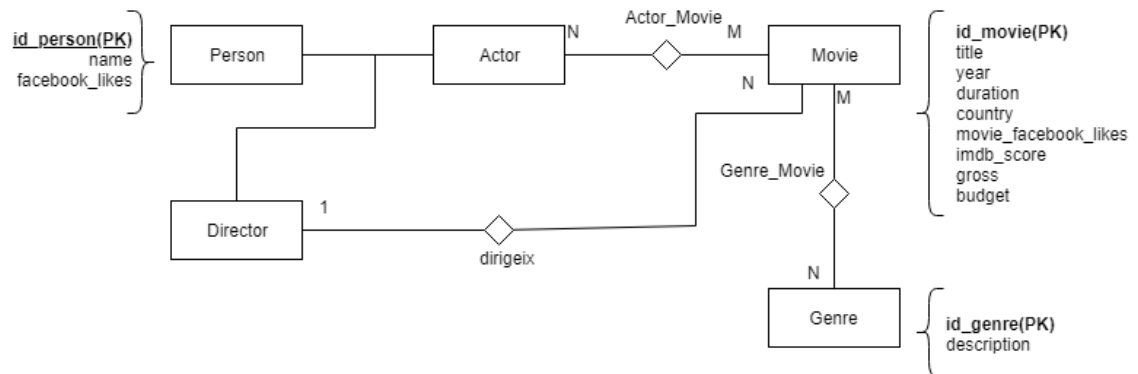 id_person(PK)
name
facebook_likes
Person
Actor
N
Actor_Movie
M
Movie
id_movie(PK)
title
year
duration
country
movie_facebook_likes
imdb_score
gross
budget
N
M
Genre_Movie
Director
1
dirigeix
N
Genre
id_genre(PK)
description